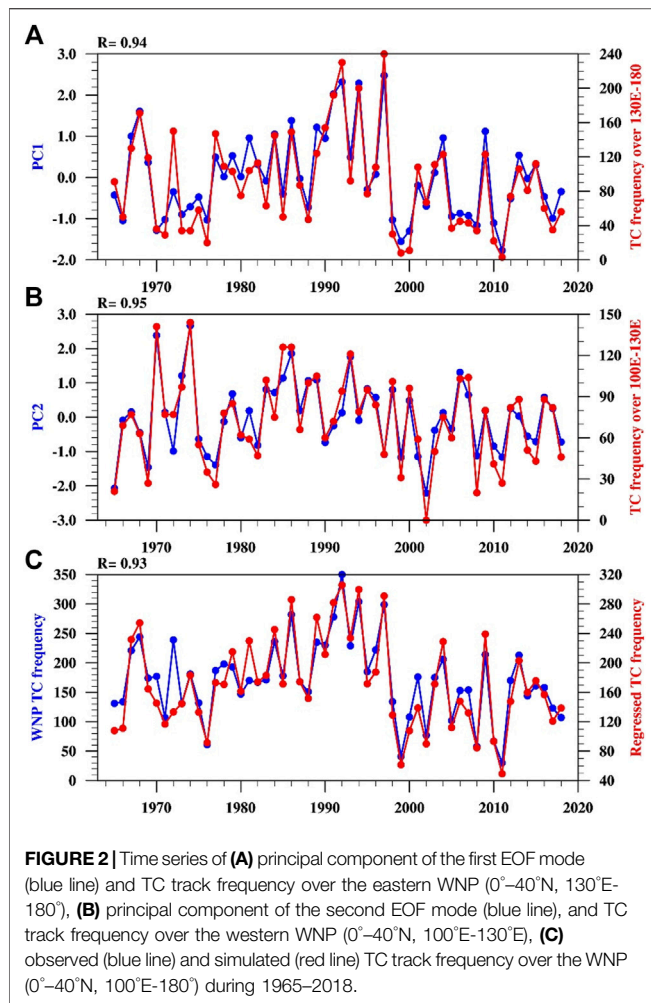 A
R= 0.94
3.0
2.0
1.0
0.0
-1.0
-2.0
PC1
240
200
160
120
80
40
0
TC frequency over 130E-180
1970 1980 1990 2000 2010 2020
B
R= 0.95
3.0
2.0
1.0
0.0
-1.0
-2.0
-3.0
PC2
150
120
90
60
30
0
TC frequency over 100E-130E
1970 1980 1990 2000 2010 2020
C
R= 0.93
350
300
250
200
150
100
50
0
WNP TC frequency
320
280
240
200
160
120
80
40
Regressed TC frequency
1970 1980 1990 2000 2010 2020
FIGURE 2 | Time series of (A) principal component of the first EOF mode
(blue line) and TC track frequency over the eastern WNP (0°–40°N, 130°E-
180°), (B) principal component of the second EOF mode (blue line), and TC
track frequency over the western WNP (0°–40°N, 100°E-130°E), (C)
observed (blue line) and simulated (red line) TC track frequency over the WNP
(0°–40°N, 100°E-180°) during 1965–2018.